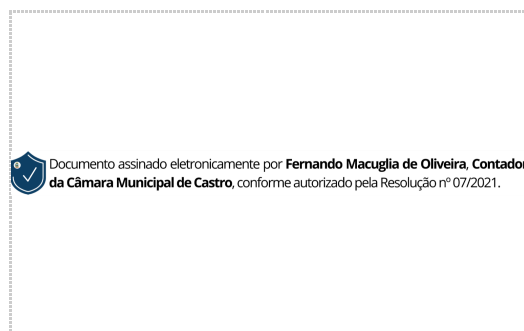 Documento assinado eletronicamente por Fernando Macuglia de Oliveira, Contador
da Câmara Municipal de Castro, conforme autorizado pela Resolução nº 07/2021.